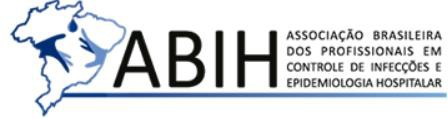 ABIH
ASSOCIAÇÃO BRASILEIRA
DOS PROFISSIONAIS EM
CONTROLE DE INFECÇÕES E
EPIDEMIOLOGIA HOSPITALAR